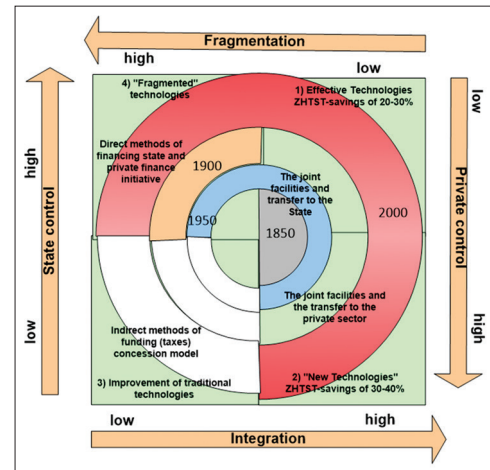 Fragmentation
high
low
4) "Fragmented"
technologies
1) Effective Technologies
ZHTST-savings of 20-30%
low
high
Direct methods of
financing state and
private finance
initiative
1900
1950
The joint facilities and
transfer to the
State
1850
2000
State control
Private control
The joint facilities and
the transfer to the
private sector
low
high
Indirect methods of
funding (taxes)
concession model
3) Improvement of traditional
technologies
2) "New Technologies"
ZHTST-savings of 30-40%
low
high
Integration